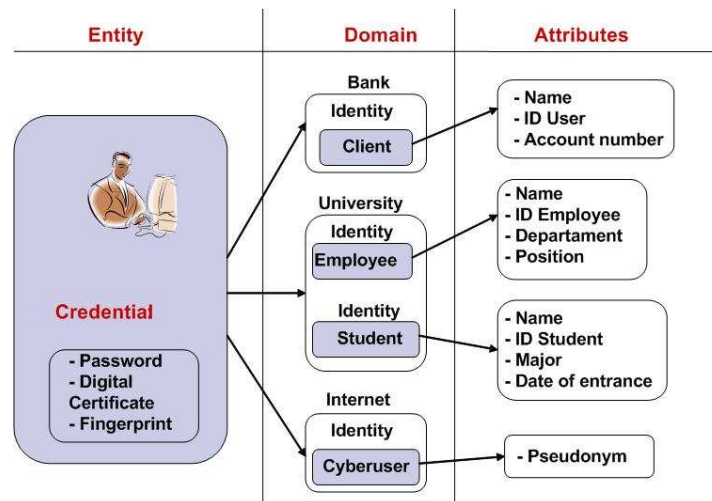 Entity
Domain
Attributes
Credential
- Password
- Digital
Certificate
- Fingerprint
Bank
Identity
Client
University
Identity
Employee
Identity
Student
Internet
Identity
Cyberuser
- Name
- ID User
- Account number
- Name
- ID Employee
- Departament
- Position
- Name
- ID Student
- Major
- Date of entrance
- Pseudonym